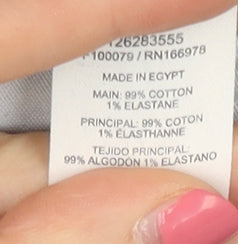 126283555
100079 / RN166978
MADE IN EGYPT
MAIN: 99% COTTON
1% ELASTANE
PRINCIPAL: 99% COTON
1% ÉLASTHANNE
TEJIDO PRINCIPAL:
99% ALGODÓN 1% ELASTANO